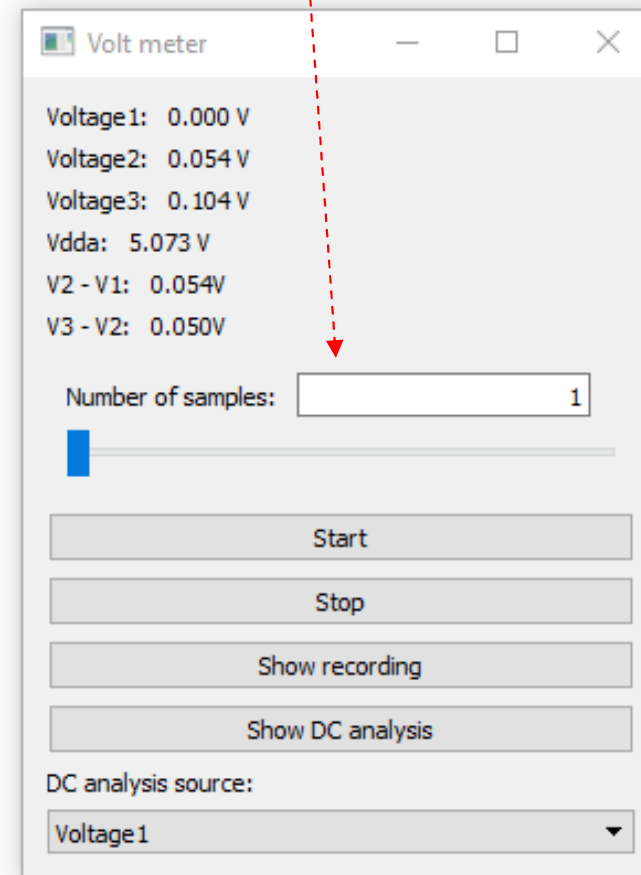 Volt meter
Voltage1: 0.000 V
Voltage2: 0.054 V
Voltage3: 0.104 V
Vdda: 5.073 V
V2 - V1: 0.054V
V3 - V2: 0.050V
Number of samples: 1
Start
Stop
Show recording
Show DC analysis
DC analysis source:
Voltage1